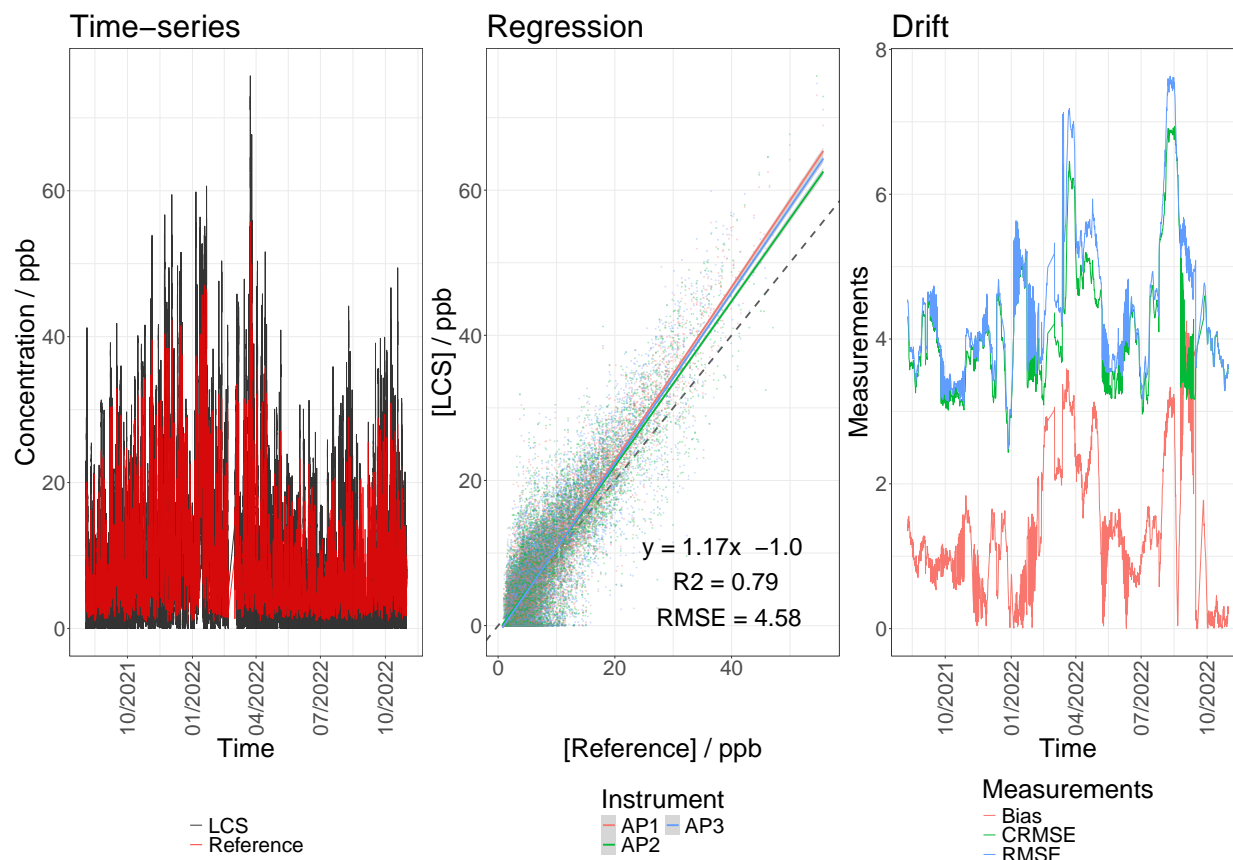 Time−series
Concentration / ppb
60
40
20
0
10/2021
01/2022
04/2022
07/2022
10/2022
Time
LCS
Reference
Regression
[LCS] / ppb
60
40
20
0
y = 1.17x −1.0
R2 = 0.79
RMSE = 4.58
0
20
40
[Reference] / ppb
Instrument
AP1 AP3
AP2
Drift
Measurements
8
6
4
2
0
10/2021
01/2022
04/2022
07/2022
10/2022
Time
Measurements
Bias
CRMSE
RMSE